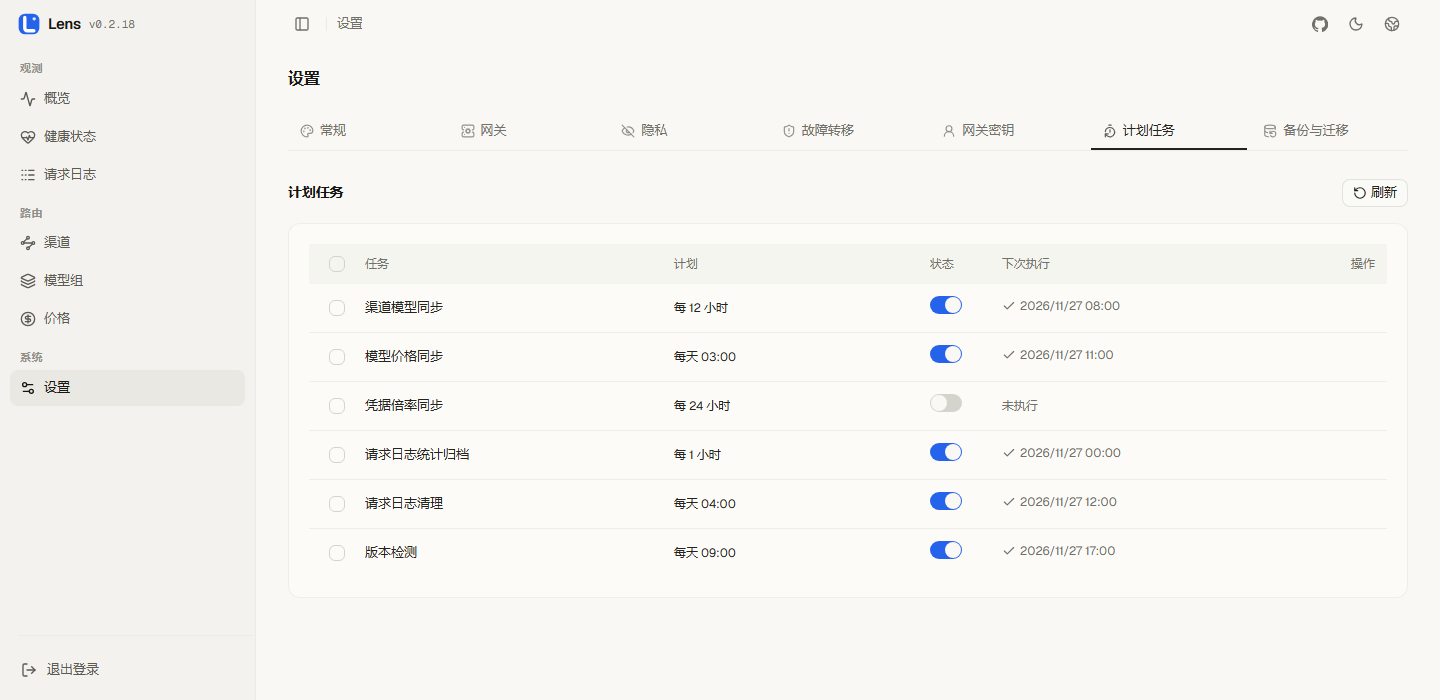 Lens v0.2.18
观测
概览
健康状态
请求日志
路由
渠道
模型组
价格
系统
设置
退出登录
设置
设置
常规 网关 隐私 故障转移 网关密钥 计划任务 备份与迁移
计划任务 刷新
任务 计划 状态 下次执行 操作
渠道模型同步 每 12 小时 2026/11/27 08:00
模型价格同步 每天 03:00 2026/11/27 11:00
凭据倍率同步 每 24 小时 未执行
请求日志统计归档 每 1 小时 2026/11/27 00:00
请求日志清理 每天 04:00 2026/11/27 12:00
版本检测 每天 09:00 2026/11/27 17:00